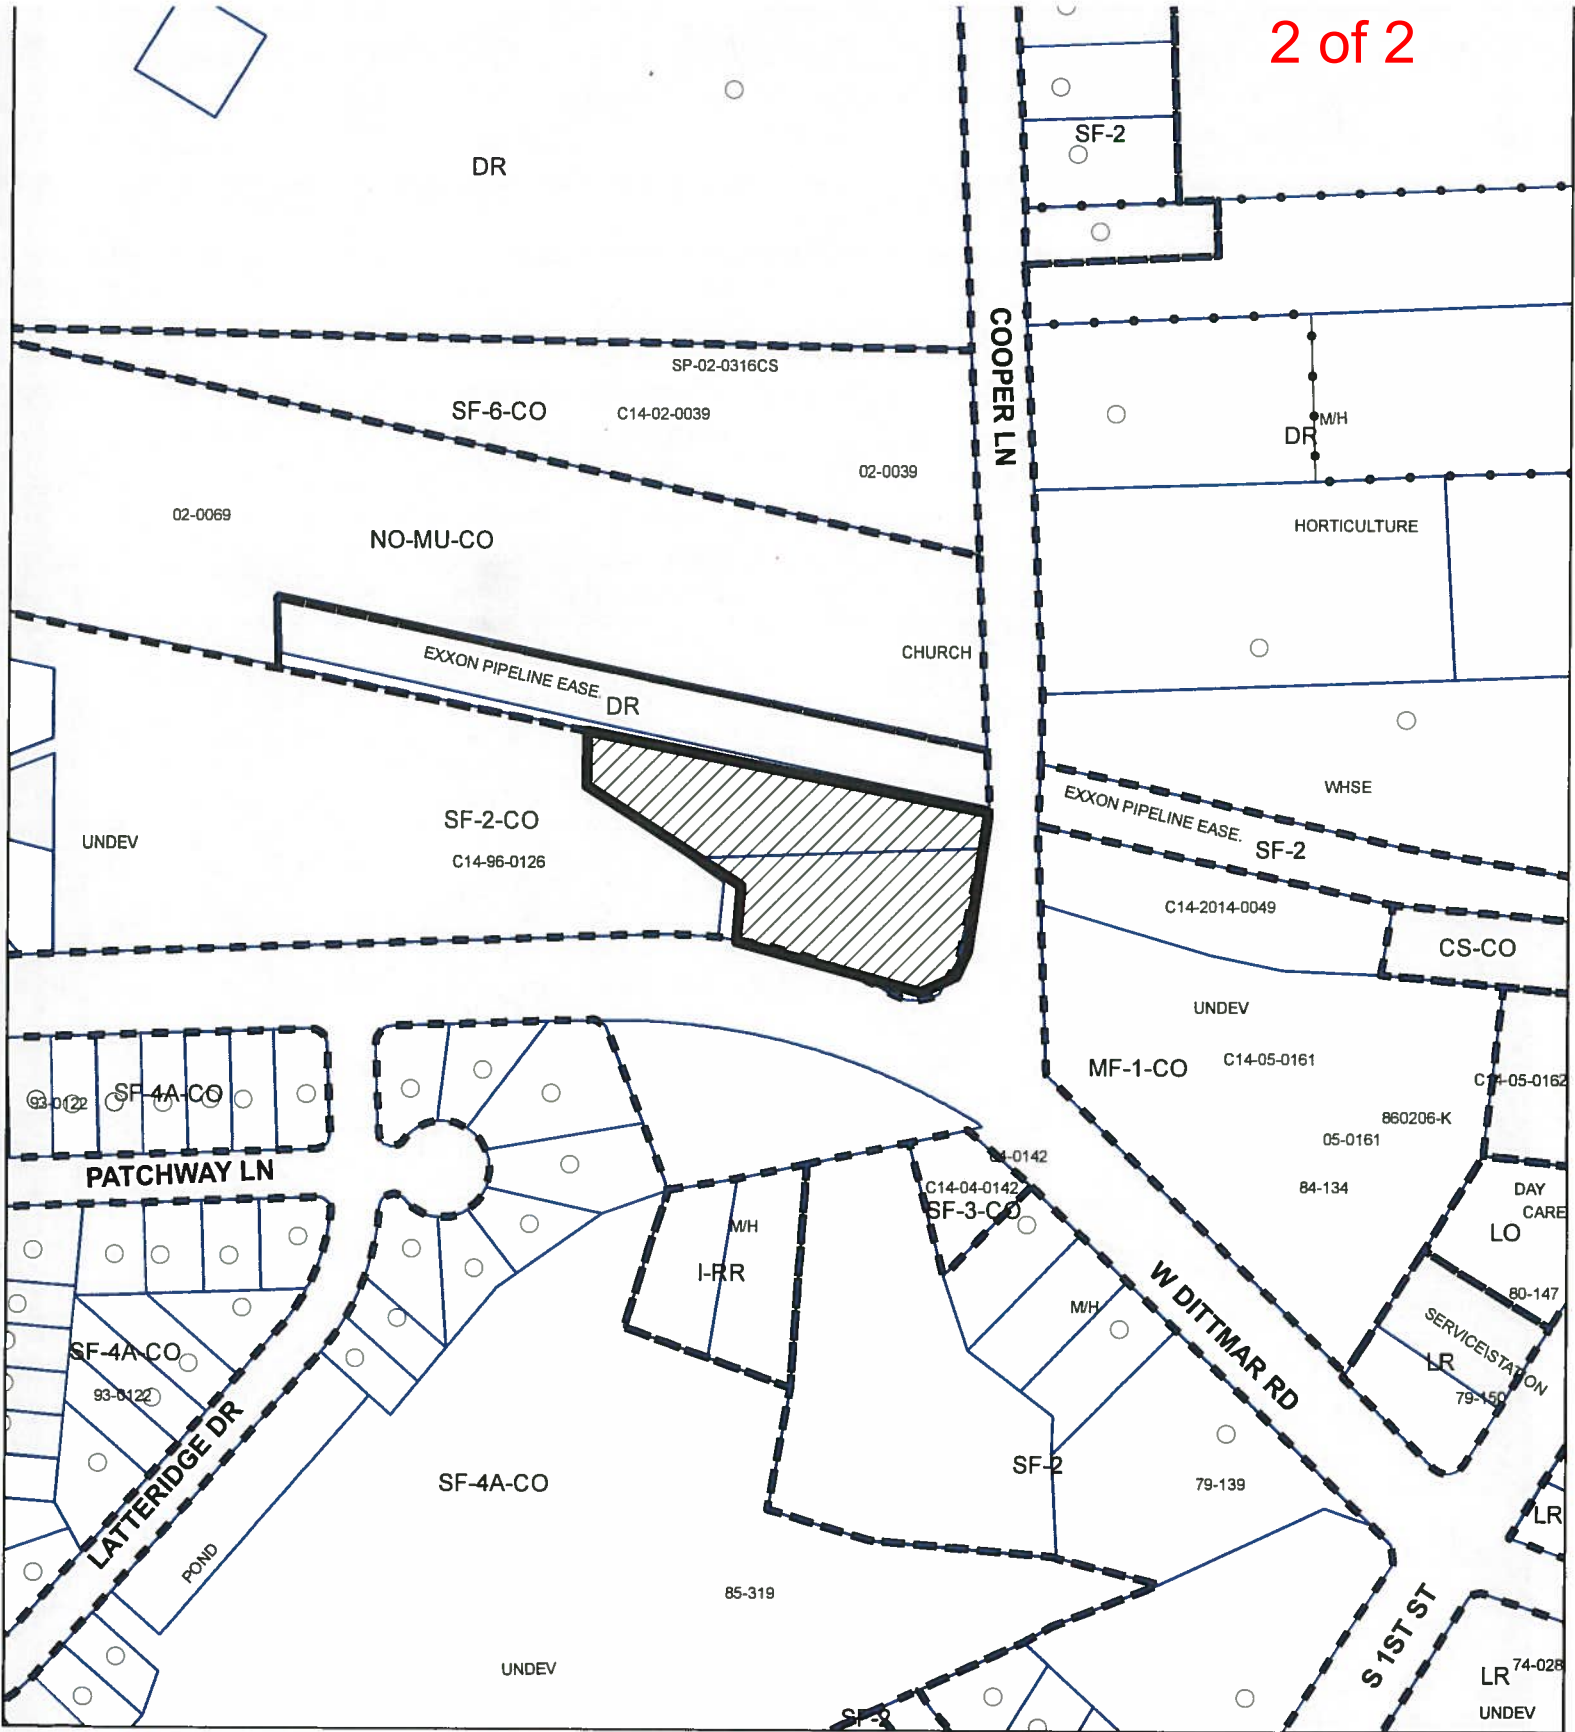 2 of 2
SF-2
DR
COOPER LN
SP-02-0316CS
SF-6-CO
C14-02-0039
M/H
DR
02-0039
02-0069
HORTICULTURE
NO-MU-CO
CHURCH
EXXON PIPELINE EASE.
DR
WHSE
EXXON PIPELINE EASE.
SF-2
SF-2-CO
UNDEV
C14-96-0126
C14-2014-0049
CS-CO
UNDEV
MF-1-CO
C14-05-0161
C14-05-0162
SF-4A-CO
93-0122
860206-K
05-0161
PATCHWAY LN
04-0142
C14-04-0142
84-134
DAY
CARE
SF-3-CO
M/H
LO
I-RR
W DITTMAR RD
80-147
M/H
SERVICE STATION
SF-4A-CO
LR
93-0122
79-150
LATTERIDGE DR
SF-4A-CO
SF-2
79-139
LR
POND
85-319
S 1ST ST
UNDEV
LR
74-028
SF-2
UNDEV